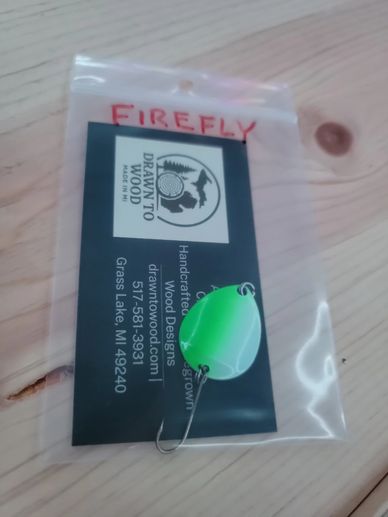 FIREFLY
DRAWN TO
WOOD
MADE IN MI
Handcrafted
Wood Designs
drawntowood.com |
517-581-3931
Grass Lake, MI 49240